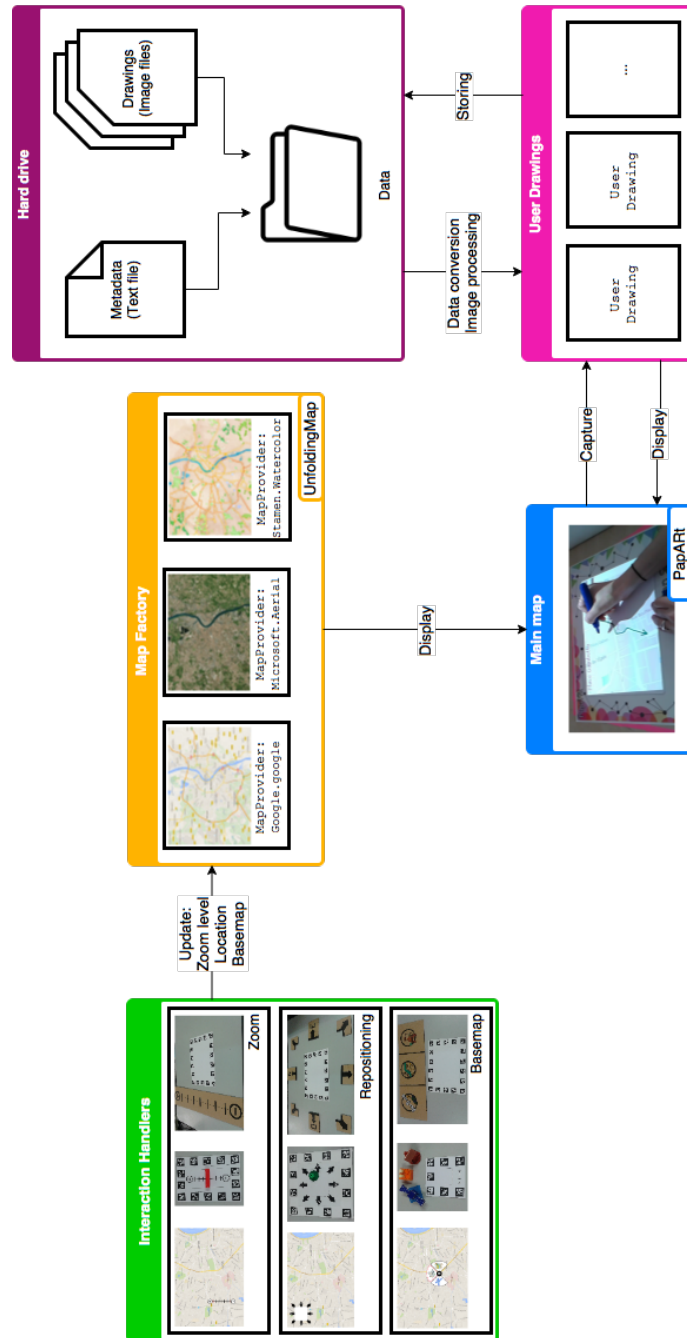 Interaction Handlers
Zoom
Repositioning
Basemap
Update:
Zoom level
Location
Basemap
Map Factory
MapProvider:
Google.google
MapProvider:
Microsoft.Aerial
MapProvider:
Stamen.Watercolor
UnfoldingMap
Display
Main map
PapARt
Capture
Display
Hard drive
Metadata
(Text file)
Drawings
(Image files)
Data
Data conversion
Image processing
Storing
User Drawings
User
Drawing
User
Drawing
...